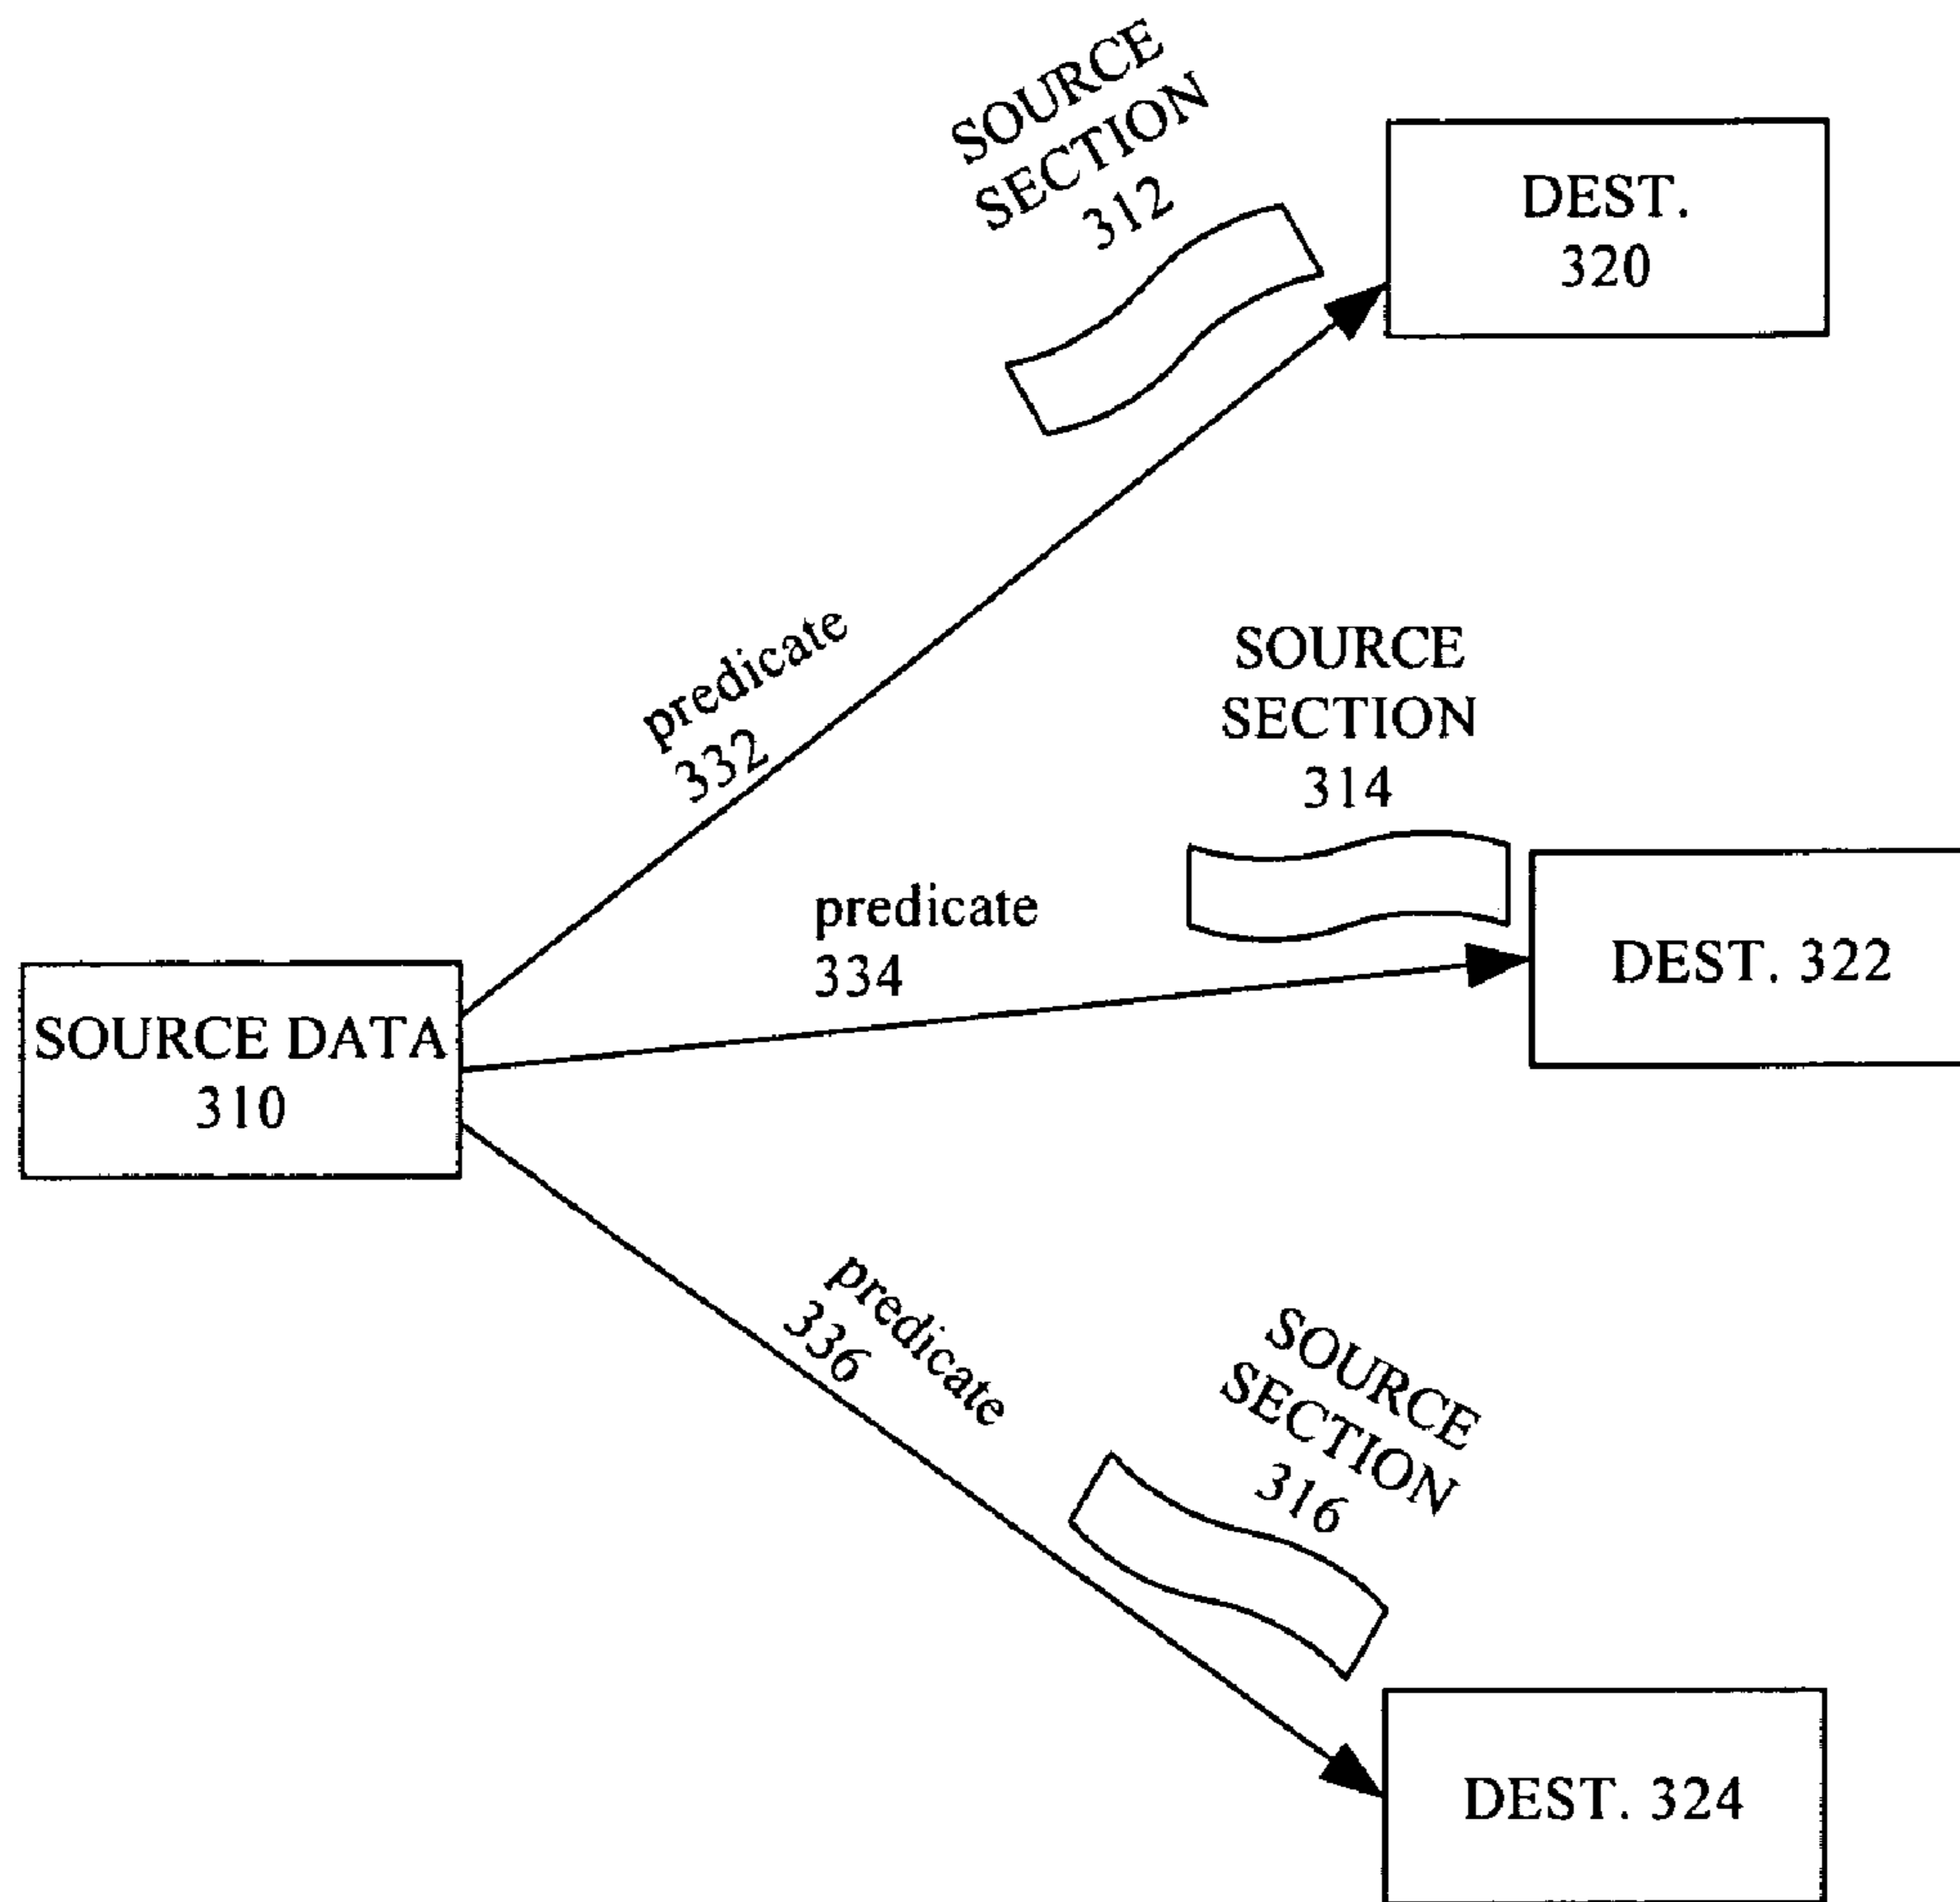 SOURCE
SECTION
312
DEST.
320
predicate
332
SOURCE
SECTION
314
predicate
334
DEST. 322
SOURCE DATA
310
predicate
336
SOURCE
SECTION
316
DEST. 324